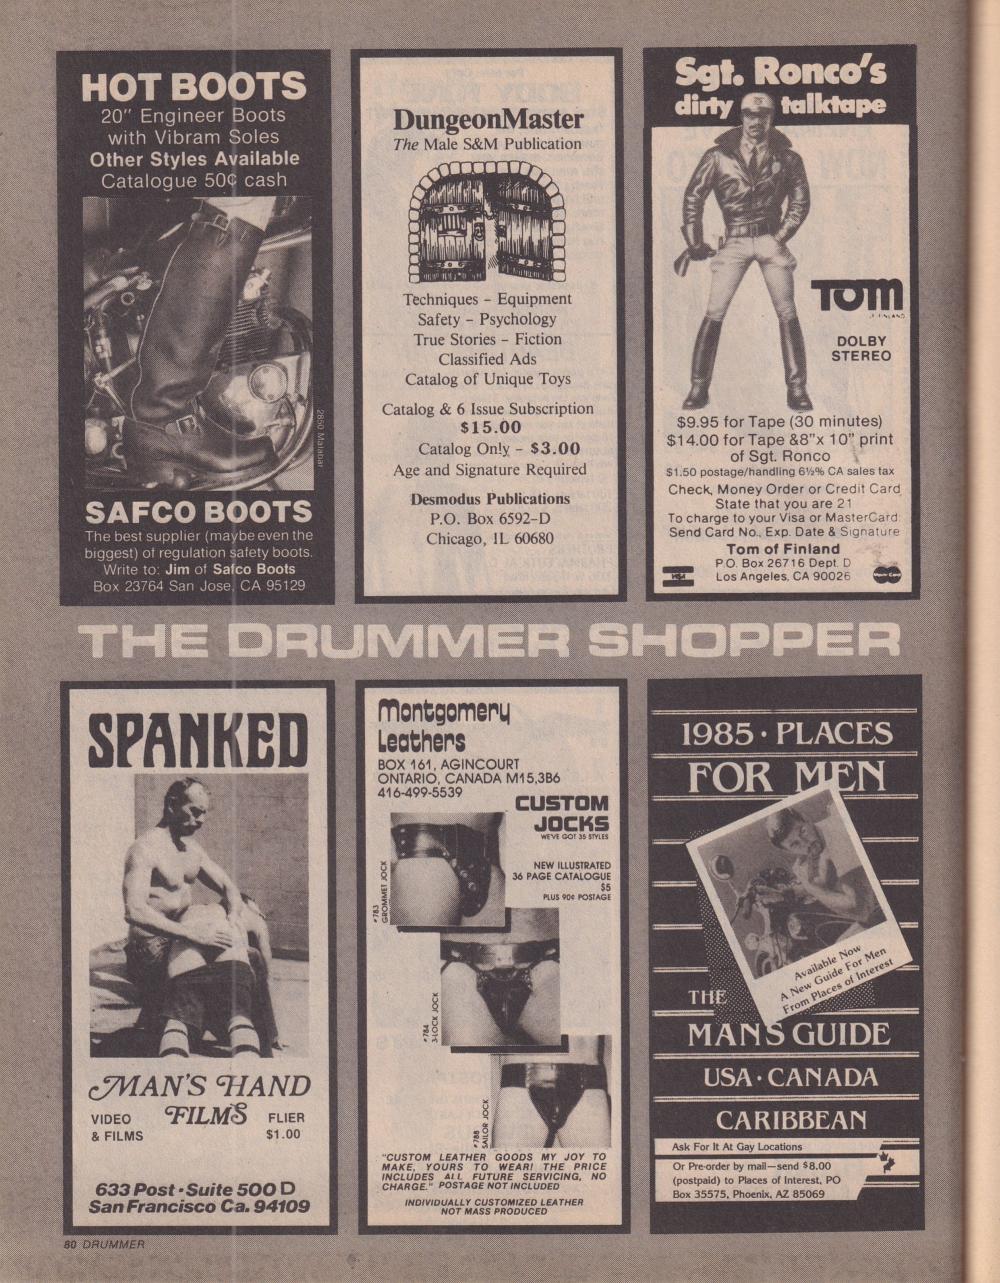 HOT BOOTS
20" Engineer Boots
with Vibram Soles
Other Styles Available
Catalogue 50¢ cash
2850 Malabar
SAFCO BOOTS
The best supplier (maybe even the
biggest) of regulation safety boots.
Write to: Jim of Safco Boots
Box 23764 San Jose, CA 95129
DungeonMaster
The Male S&M Publication
Techniques – Equipment
Safety – Psychology
True Stories – Fiction
Classified Ads
Catalog of Unique Toys
Catalog & 6 Issue Subscription
$15.00
Catalog Only – $3.00
Age and Signature Required
Desmodus Publications
P.O. Box 6592-D
Chicago, IL 60680
Sgt. Ronco's
dirty talktape
TOM
OF FINLAND
DOLBY
STEREO
$9.95 for Tape (30 minutes)
$14.00 for Tape &8"x 10" print
of Sgt. Ronco
$1.50 postage/handling 6½% CA sales tax
Check, Money Order or Credit Card
State that you are 21
To charge to your Visa or MasterCard
Send Card No., Exp. Date & Signature
Tom of Finland
P.O. Box 26716 Dept. D
Los Angeles, CA 90026
VISA
MasterCard
THE DRUMMER SHOPPER
SPANKED
MAN'S HAND
FILMS
VIDEO
& FILMS
FLIER
$1.00
633 Post • Suite 500 D
San Francisco Ca. 94109
Montgomery
Leathers
BOX 161, AGINCOURT
ONTARIO, CANADA M15,3B6
416-499-5539
CUSTOM
JOCKS
WE'VE GOT 35 STYLES
NEW ILLUSTRATED
36 PAGE CATALOGUE
$5
PLUS 90¢ POSTAGE
#783
GROMMET JOCK
#784
3-LOCK JOCK
#788
SAILOR JOCK
"CUSTOM LEATHER GOODS MY JOY TO
MAKE, YOURS TO WEAR! THE PRICE
INCLUDES ALL FUTURE SERVICING, NO
CHARGE." POSTAGE NOT INCLUDED
INDIVIDUALLY CUSTOMIZED LEATHER
NOT MASS PRODUCED
1985 • PLACES
FOR MEN
Available Now
A New Guide For Men
From Places of Interest
THE
MANS GUIDE
USA • CANADA
CARIBBEAN
Ask For It At Gay Locations
Or Pre-order by mail—send $8.00
(postpaid) to Places of Interest, PO
Box 35575, Phoenix, AZ 85069
80 DRUMMER